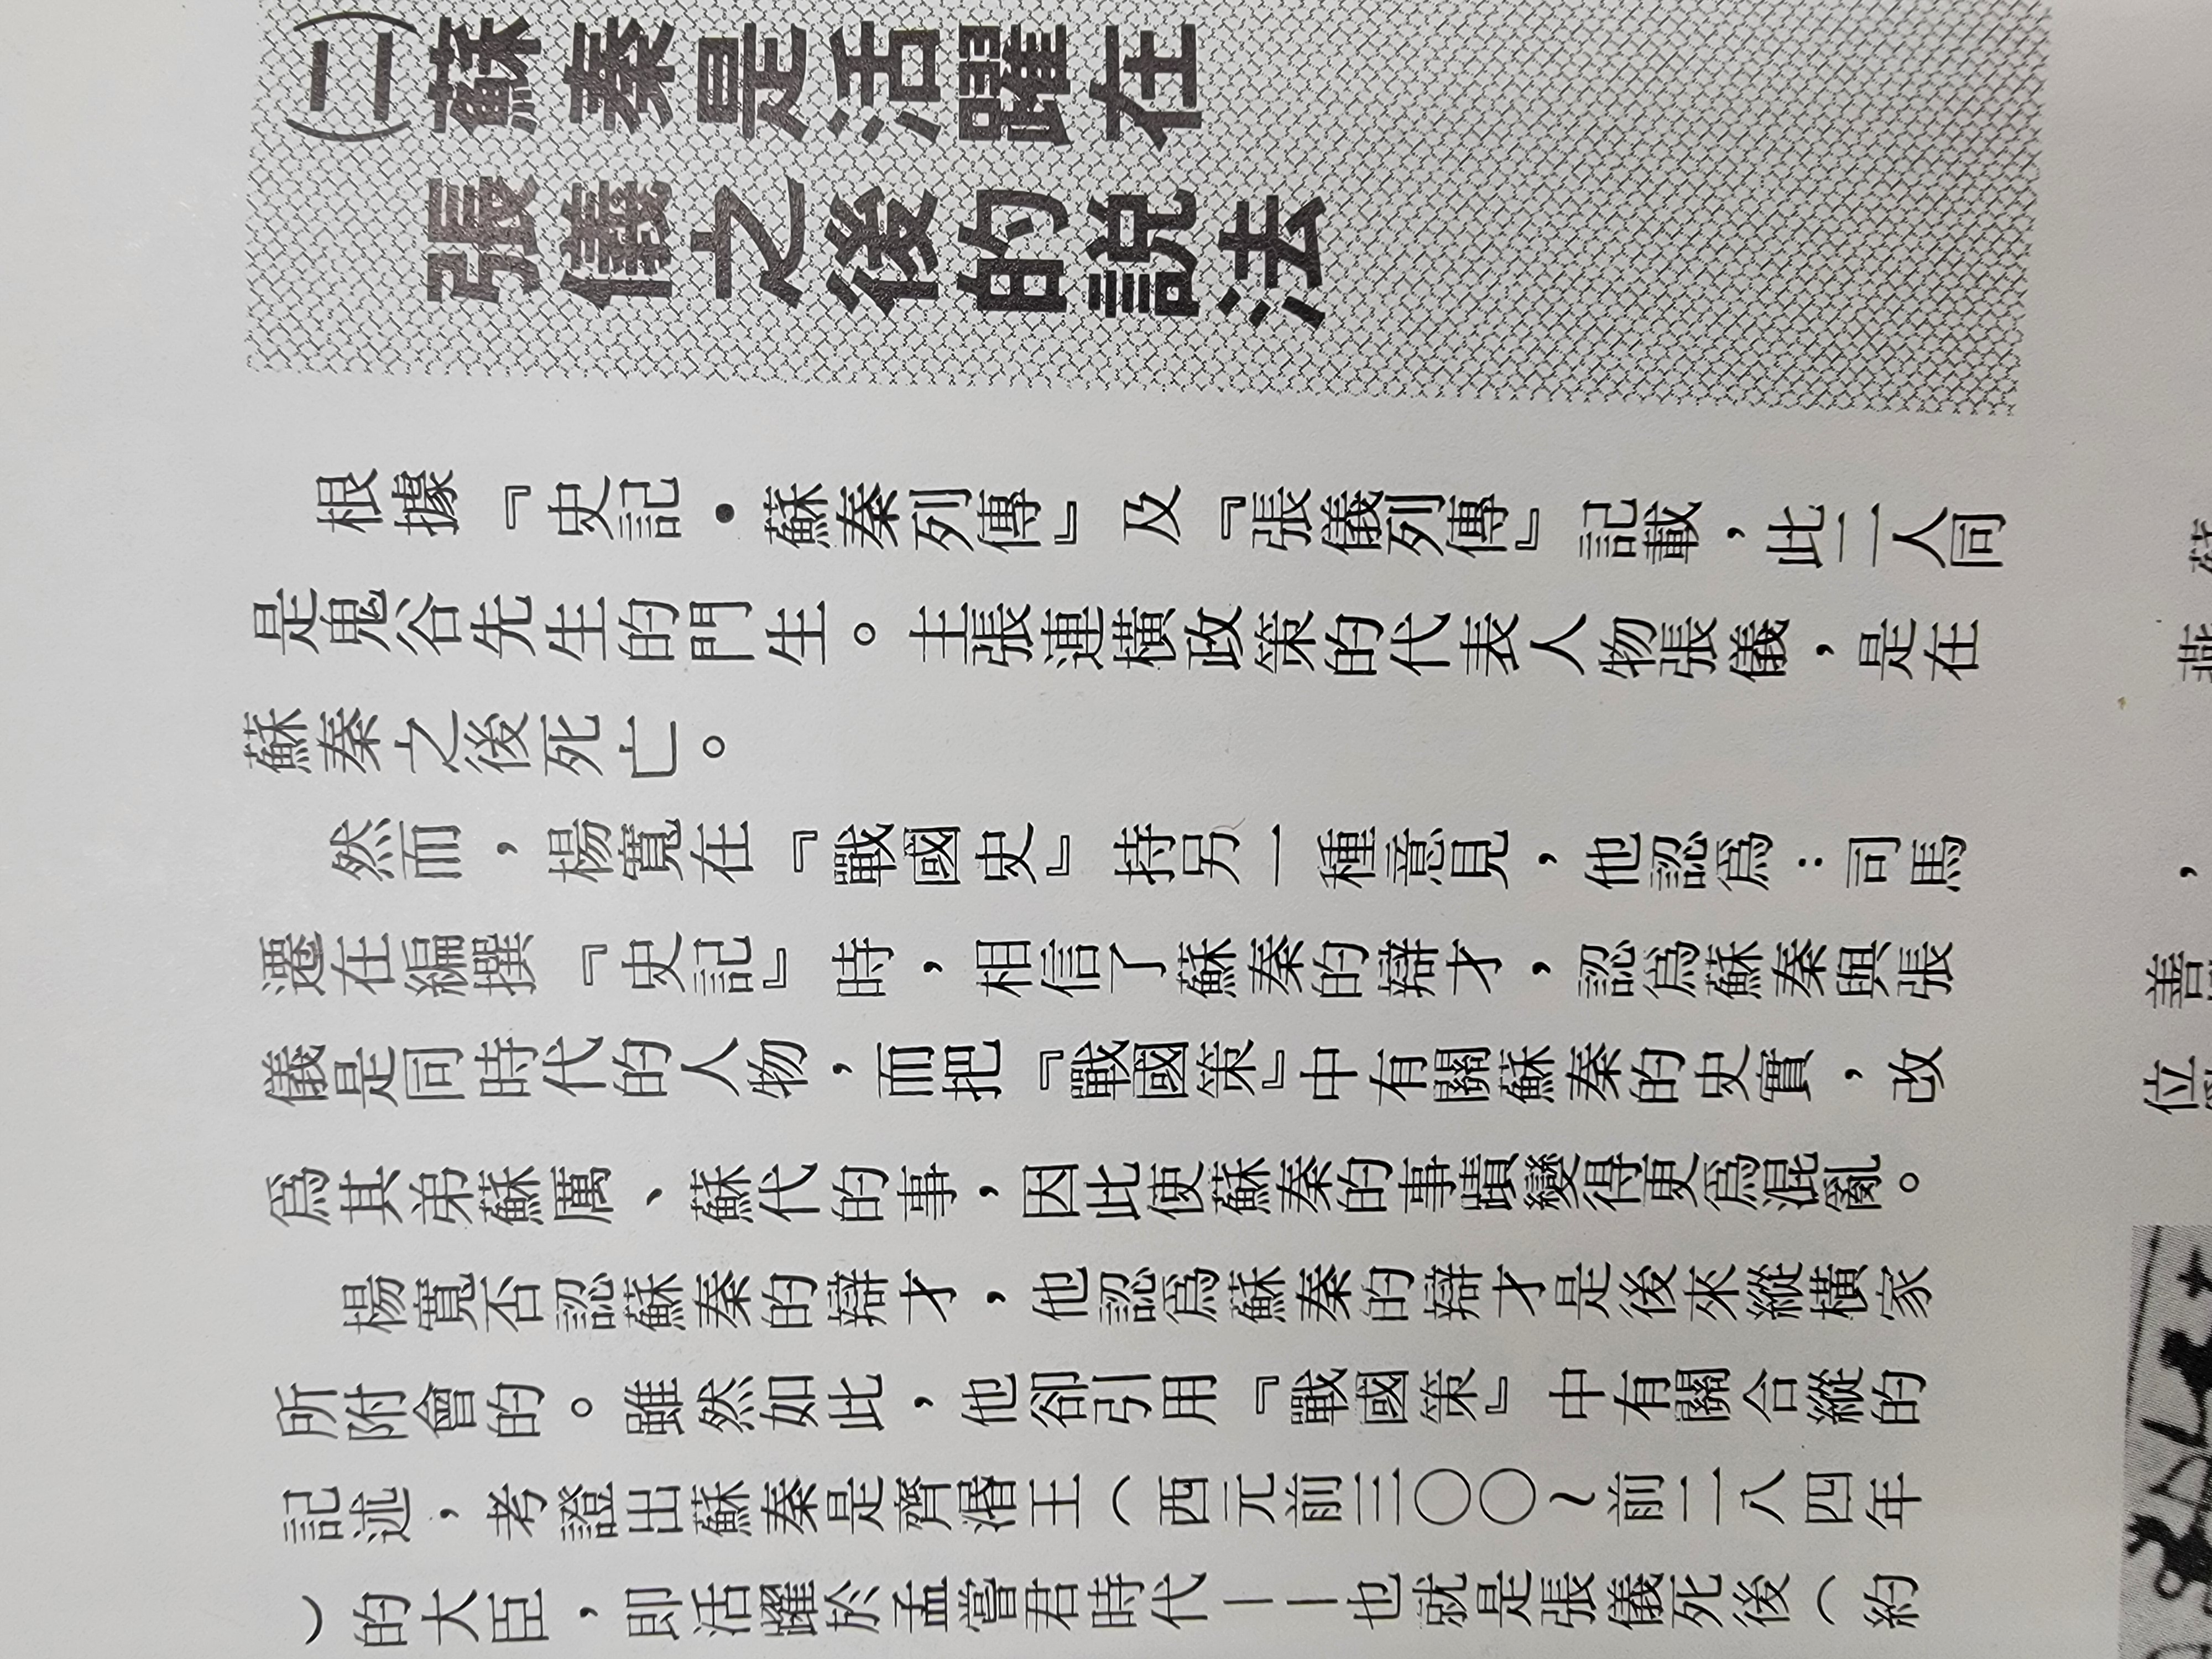 (二)蘇秦是活躍在
張儀之後的說法
根據『史記・蘇秦列傳』及『張儀列傳』記載，此二人同
是鬼谷先生的門生。主張連橫政策的代表人物張儀，是在
蘇秦之後死亡。
然而，楊寬在『戰國史』持另一種意見，他認爲：司馬
遷在編撰『史記』時，相信了蘇秦的辯才，認爲蘇秦與張
儀是同時代的人物，而把『戰國策』中有關蘇秦的史實，改
爲其弟蘇厲、蘇代的事，因此使蘇秦的事蹟變得更爲混亂。
楊寬否認蘇秦的辯才，他認爲蘇秦的辯才是後來縱橫家
所附會的。雖然如此，他卻引用『戰國策』中有關合縱的
記述，考證出蘇秦是齊湣王（西元前三〇〇～前二八四年
）的大臣，即活躍於孟嘗君時代——也就是張儀死後（約